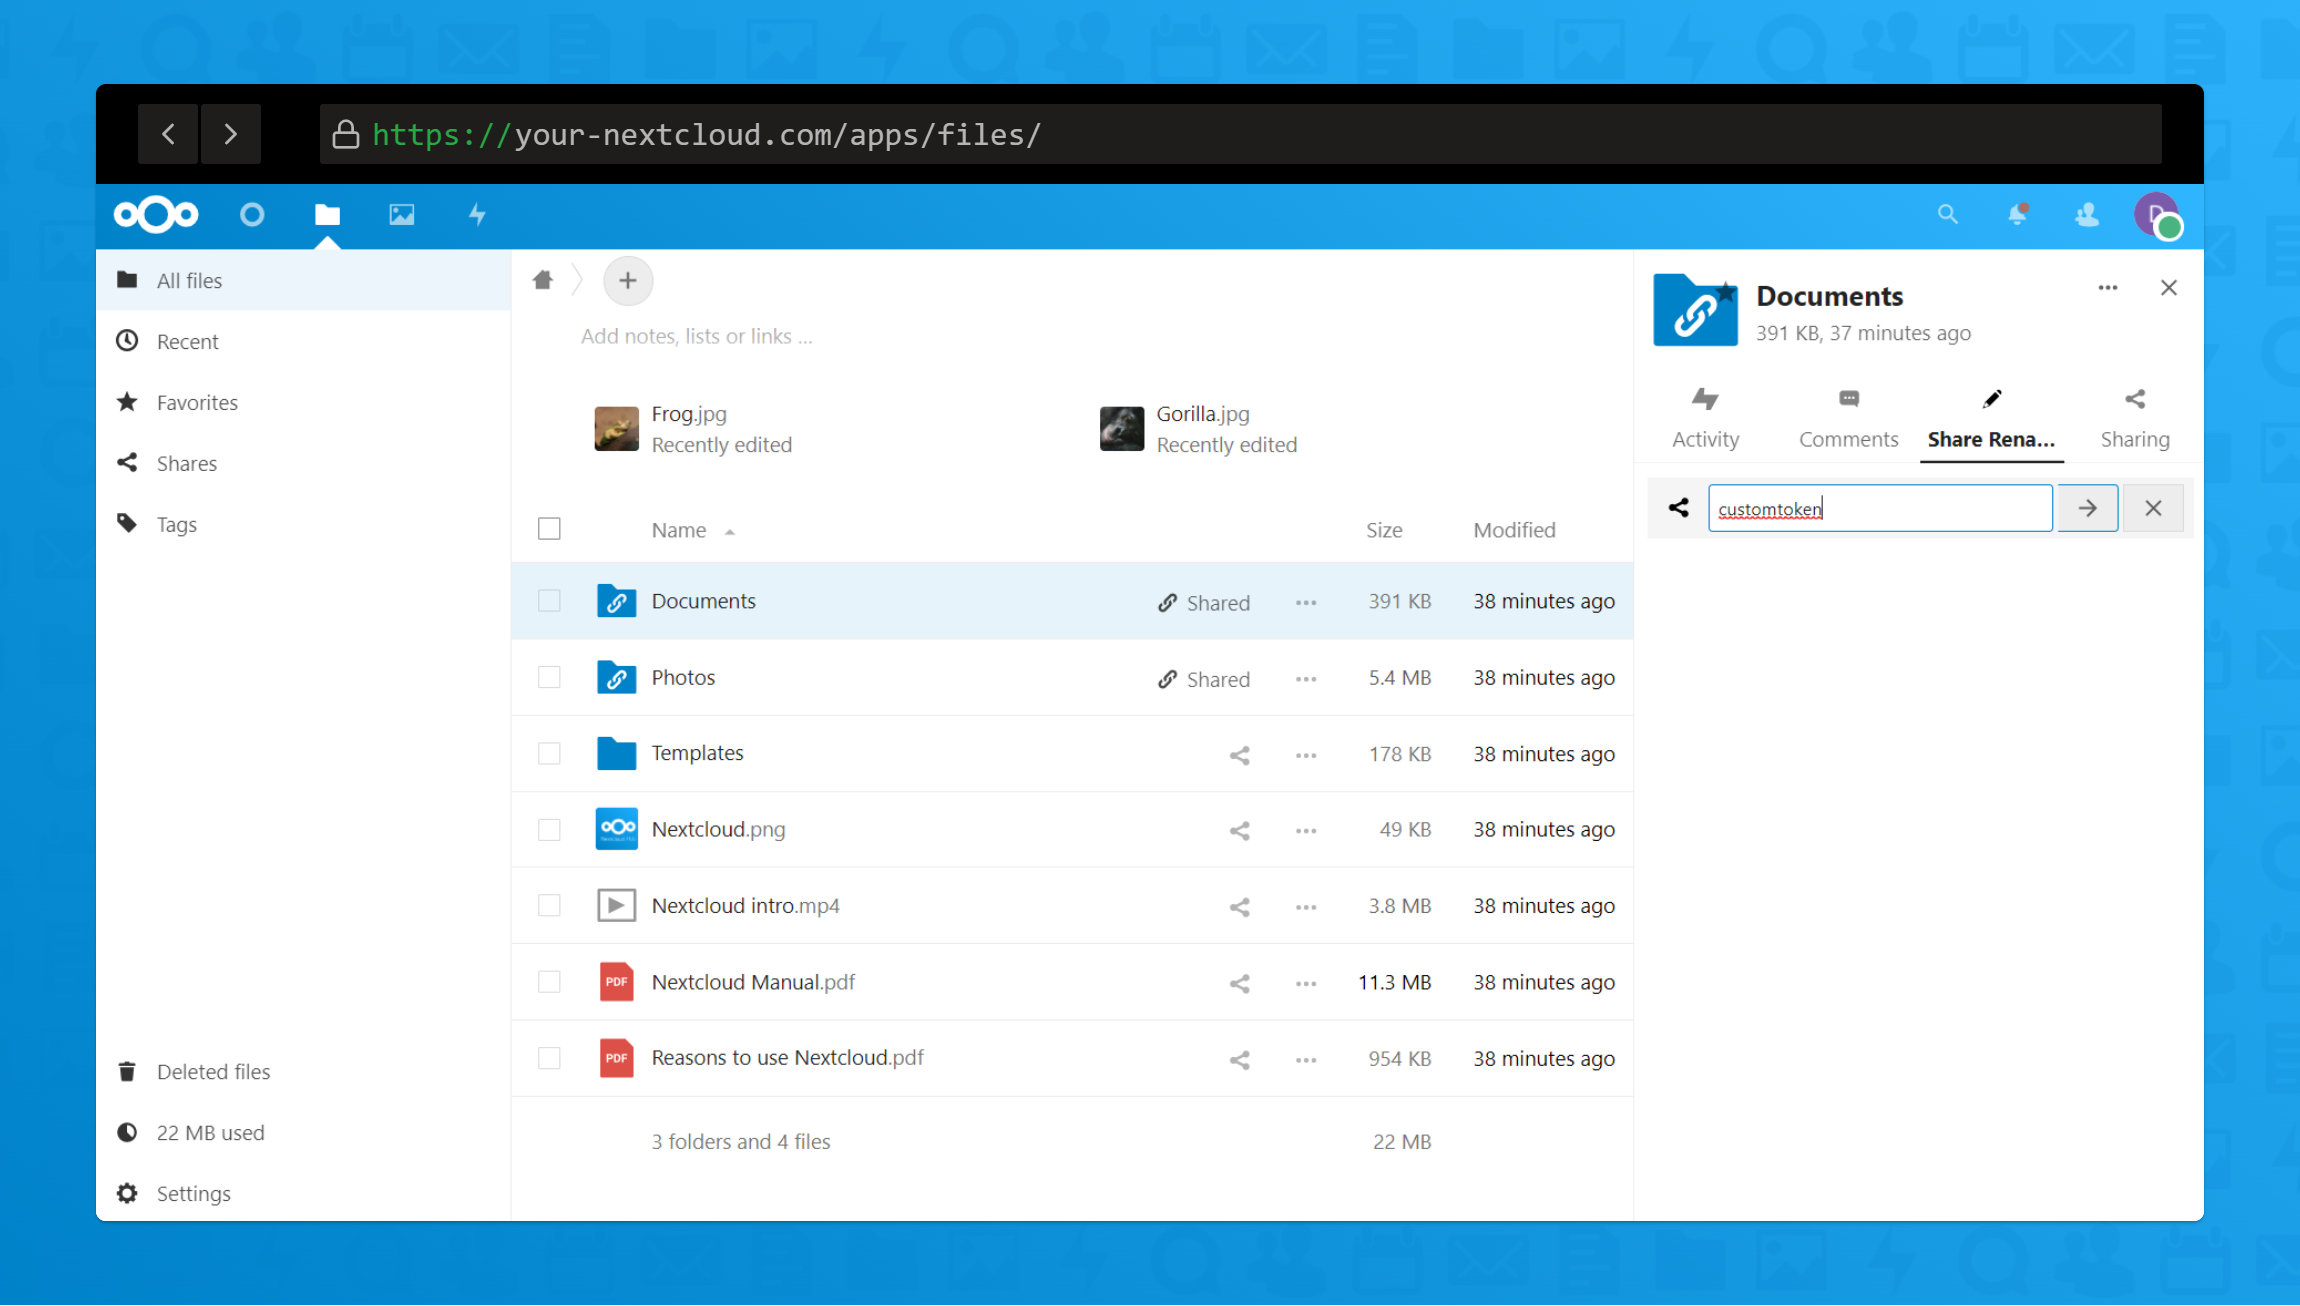 https://your-nextcloud.com/apps/files/
D
All files
Recent
Favorites
Shares
Tags
Deleted files
22 MB used
Settings
+
Add notes, lists or links ...
Frog.jpg
Recently edited
Gorilla.jpg
Recently edited
Name Size Modified
Documents Shared 391 KB 38 minutes ago
Photos Shared 5.4 MB 38 minutes ago
Templates 178 KB 38 minutes ago
Nextcloud.png 49 KB 38 minutes ago
Nextcloud intro.mp4 3.8 MB 38 minutes ago
PDF Nextcloud Manual.pdf 11.3 MB 38 minutes ago
PDF Reasons to use Nextcloud.pdf 954 KB 38 minutes ago
3 folders and 4 files 22 MB
Documents
391 KB, 37 minutes ago
Activity Comments Share Rena... Sharing
customtoken